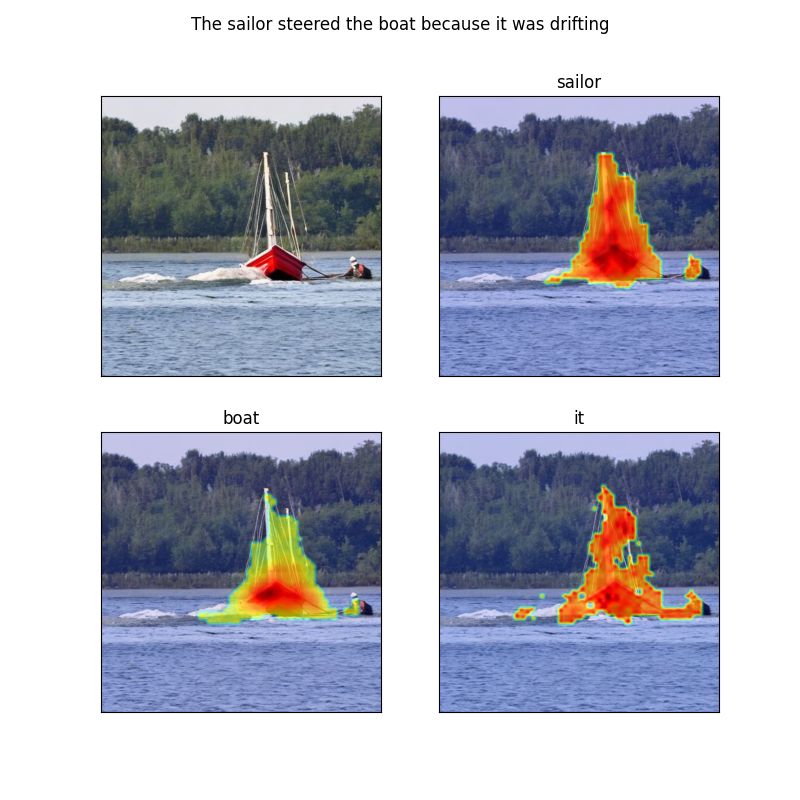 The sailor steered the boat because it was drifting
sailor
boat
it